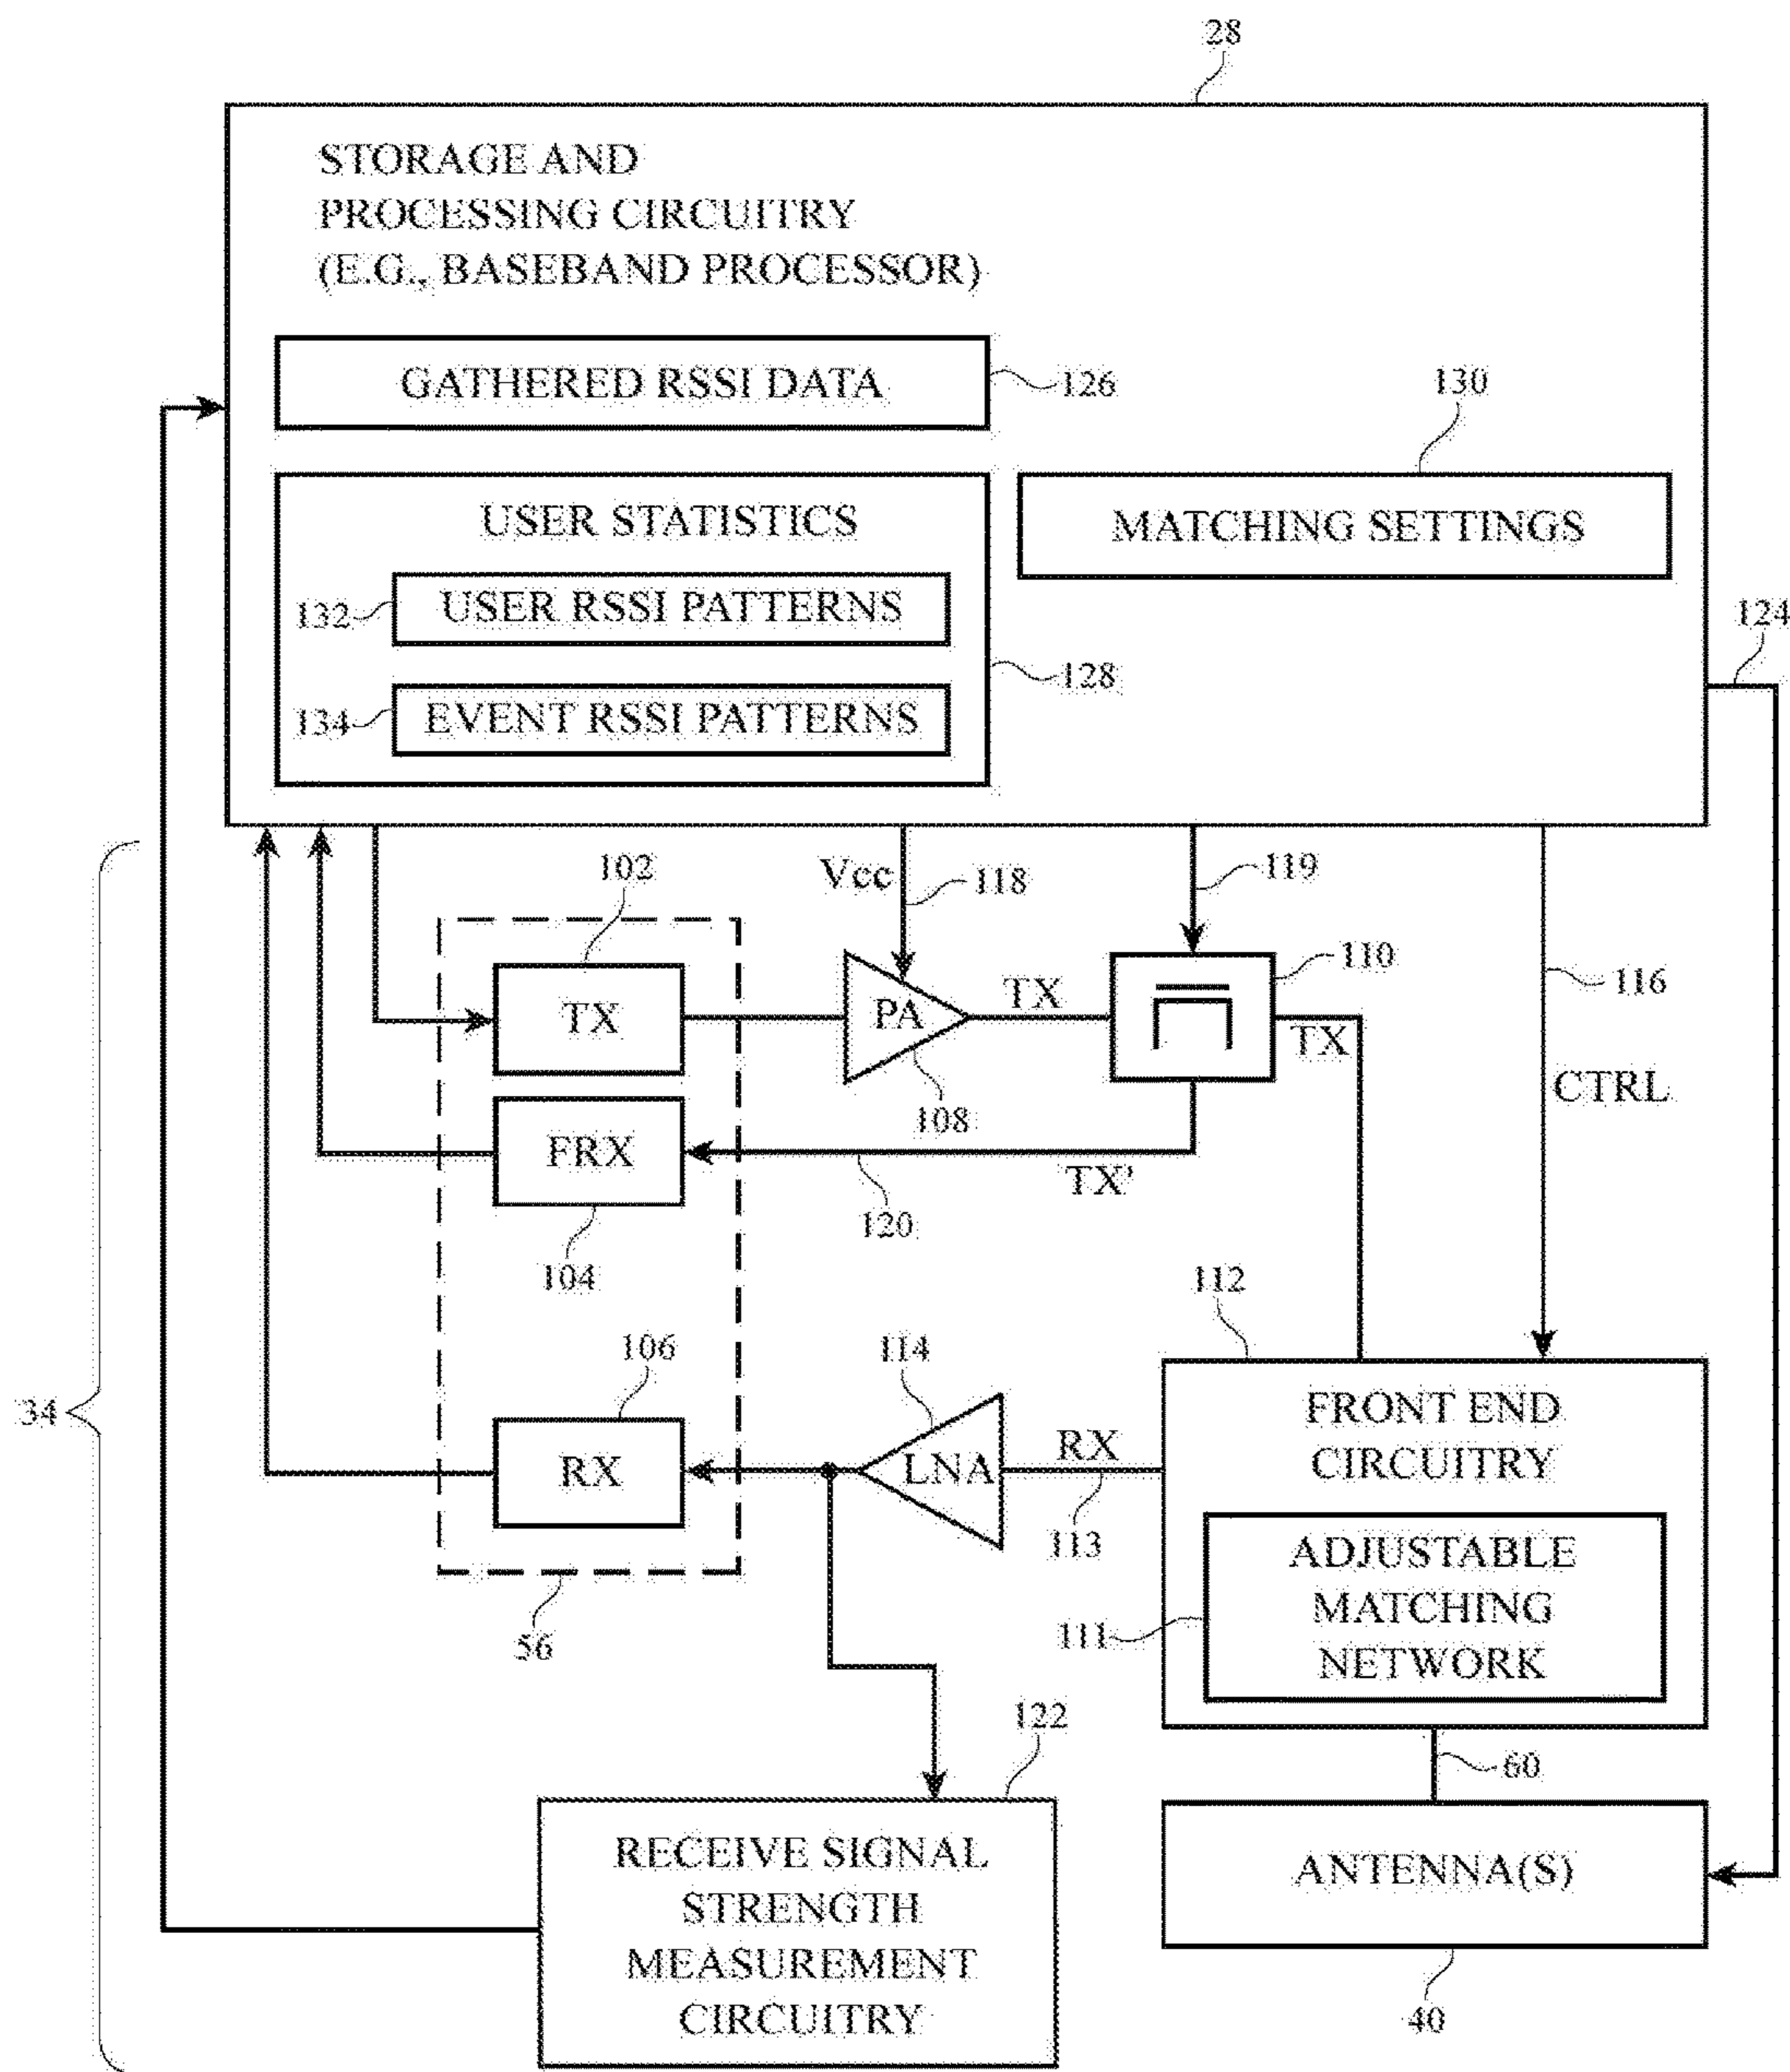 28
STORAGE AND
PROCESSING CIRCUITRY
(E.G., BASEBAND PROCESSOR)
GATHERED RSSI DATA
126
130
USER STATISTICS
MATCHING SETTINGS
132
USER RSSI PATTERNS
124
128
134
EVENT RSSI PATTERNS
102
Vcc
118
119
110
TX
PA
TX
TX
116
CTRL
108
FRX
TX'
120
104
112
106
114
34
FRONT END
CIRCUITRY
RX
LNA
RX
113
ADJUSTABLE
MATCHING
NETWORK
111
56
122
60
RECEIVE SIGNAL
STRENGTH
MEASUREMENT
CIRCUITRY
ANTENNA(S)
40